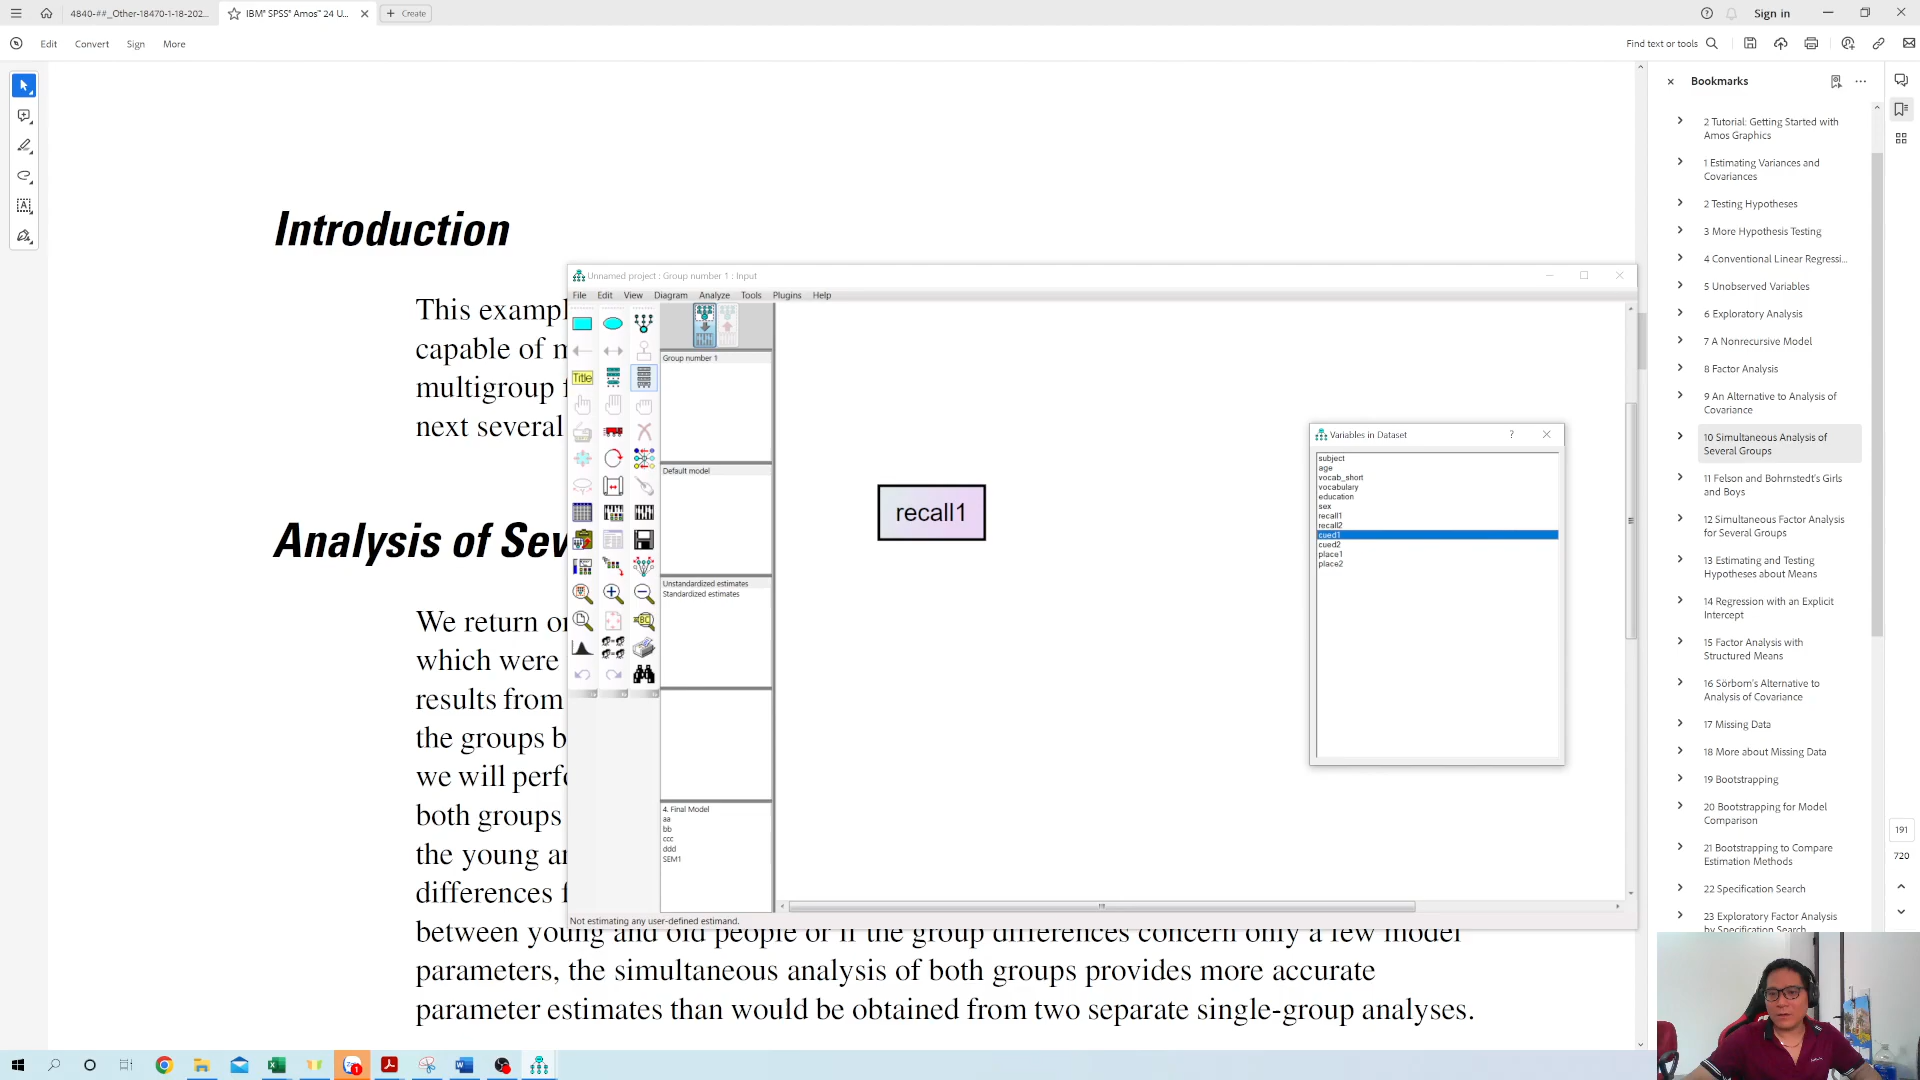 4840-##_Other-18470-1-18-202...
IBM® SPSS® Amos™ 24 U...
Create
Sign in
Edit
Convert
Sign
More
Find text or tools
Introduction
This exampl
capable of m
multigroup f
next several
Analysis of Sev
We return on
which were
results from
the groups b
we will perfo
both groups
the young an
differences f
between young and old people or if the group differences concern only a few model
parameters, the simultaneous analysis of both groups provides more accurate
parameter estimates than would be obtained from two separate single-group analyses.
Unnamed project : Group number 1 : Input
File
Edit
View
Diagram
Analyze
Tools
Plugins
Help
Title
Group number 1
Default model
Unstandardized estimates
Standardized estimates
4. Final Model
aa
bb
ccc
ddd
SEM1
Not estimating any user-defined estimand.
recall1
Variables in Dataset
?
subject
age
vocab_short
vocabulary
education
sex
recall1
recall2
cued1
cued2
place1
place2
Bookmarks
2 Tutorial: Getting Started with
Amos Graphics
1 Estimating Variances and
Covariances
2 Testing Hypotheses
3 More Hypothesis Testing
4 Conventional Linear Regressi...
5 Unobserved Variables
6 Exploratory Analysis
7 A Nonrecursive Model
8 Factor Analysis
9 An Alternative to Analysis of
Covariance
10 Simultaneous Analysis of
Several Groups
11 Felson and Bohrnstedt's Girls
and Boys
12 Simultaneous Factor Analysis
for Several Groups
13 Estimating and Testing
Hypotheses about Means
14 Regression with an Explicit
Intercept
15 Factor Analysis with
Structured Means
16 Sörbom's Alternative to
Analysis of Covariance
17 Missing Data
18 More about Missing Data
19 Bootstrapping
20 Bootstrapping for Model
Comparison
21 Bootstrapping to Compare
Estimation Methods
22 Specification Search
23 Exploratory Factor Analysis
by Specification Search
191
720